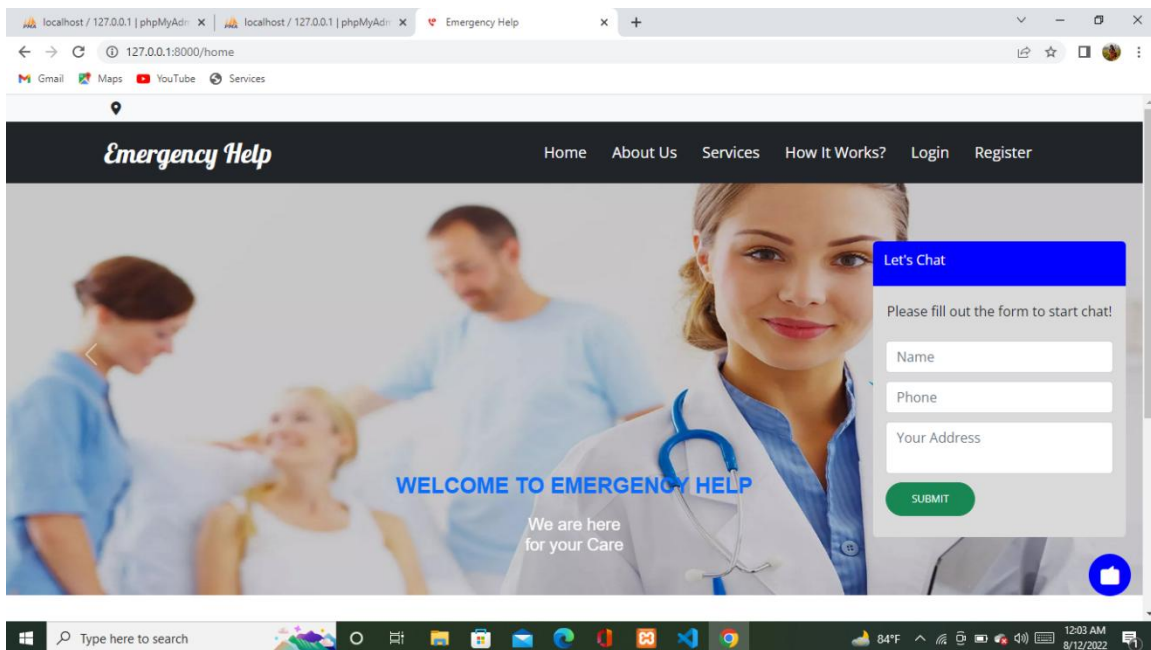 localhost / 127.0.0.1 | phpMyAdn
localhost / 127.0.0.1 | phpMyAdn
Emergency Help
127.0.0.1:8000/home
Gmail Maps YouTube Services
Emergency Help
Home About Us Services How It Works? Login Register
Let's Chat
Please fill out the form to start chat!
Name
Phone
Your Address
SUBMIT
WELCOME TO EMERGENCY HELP
We are here
for your Care
Type here to search
84°F
12:03 AM
8/12/2022